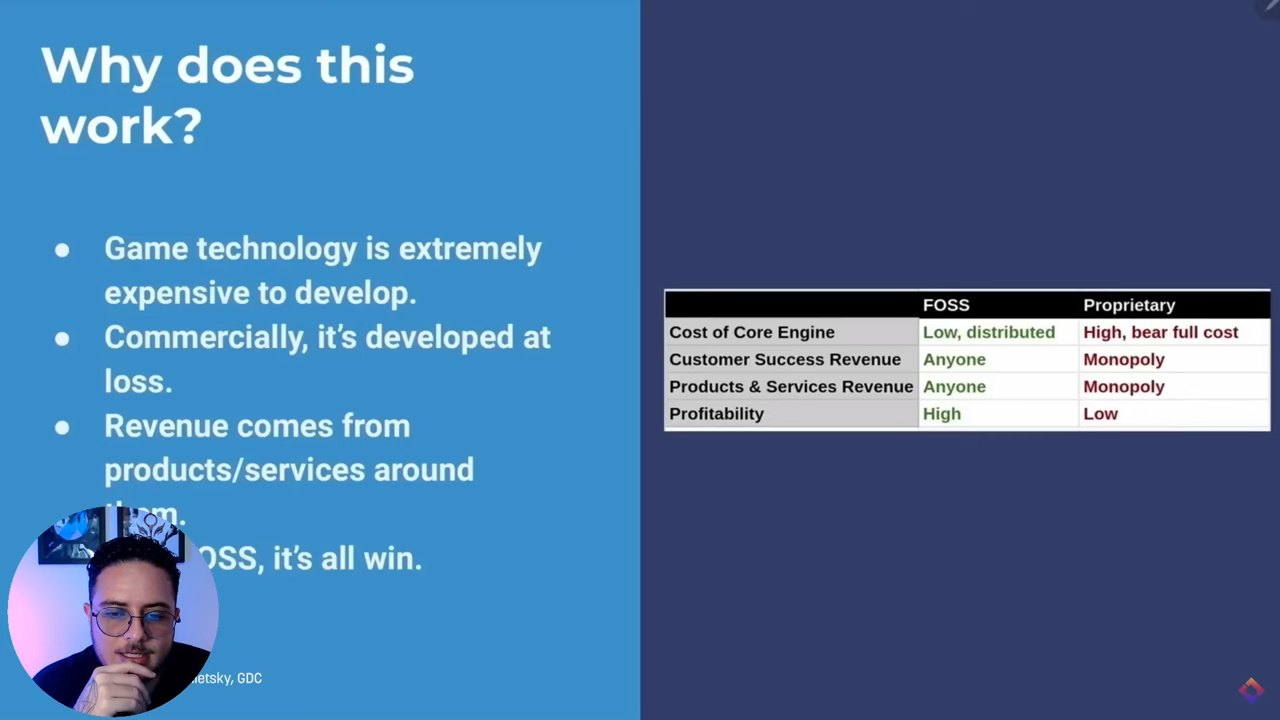 Why does this
work?
● Game technology is extremely
expensive to develop.
● Commercially, it's developed at
loss.
● Revenue comes from
products/services around
them.
OSS, it's all win.
ietsky, GDC
FOSS Proprietary
Cost of Core Engine Low, distributed High, bear full cost
Customer Success Revenue Anyone Monopoly
Products & Services Revenue Anyone Monopoly
Profitability High Low